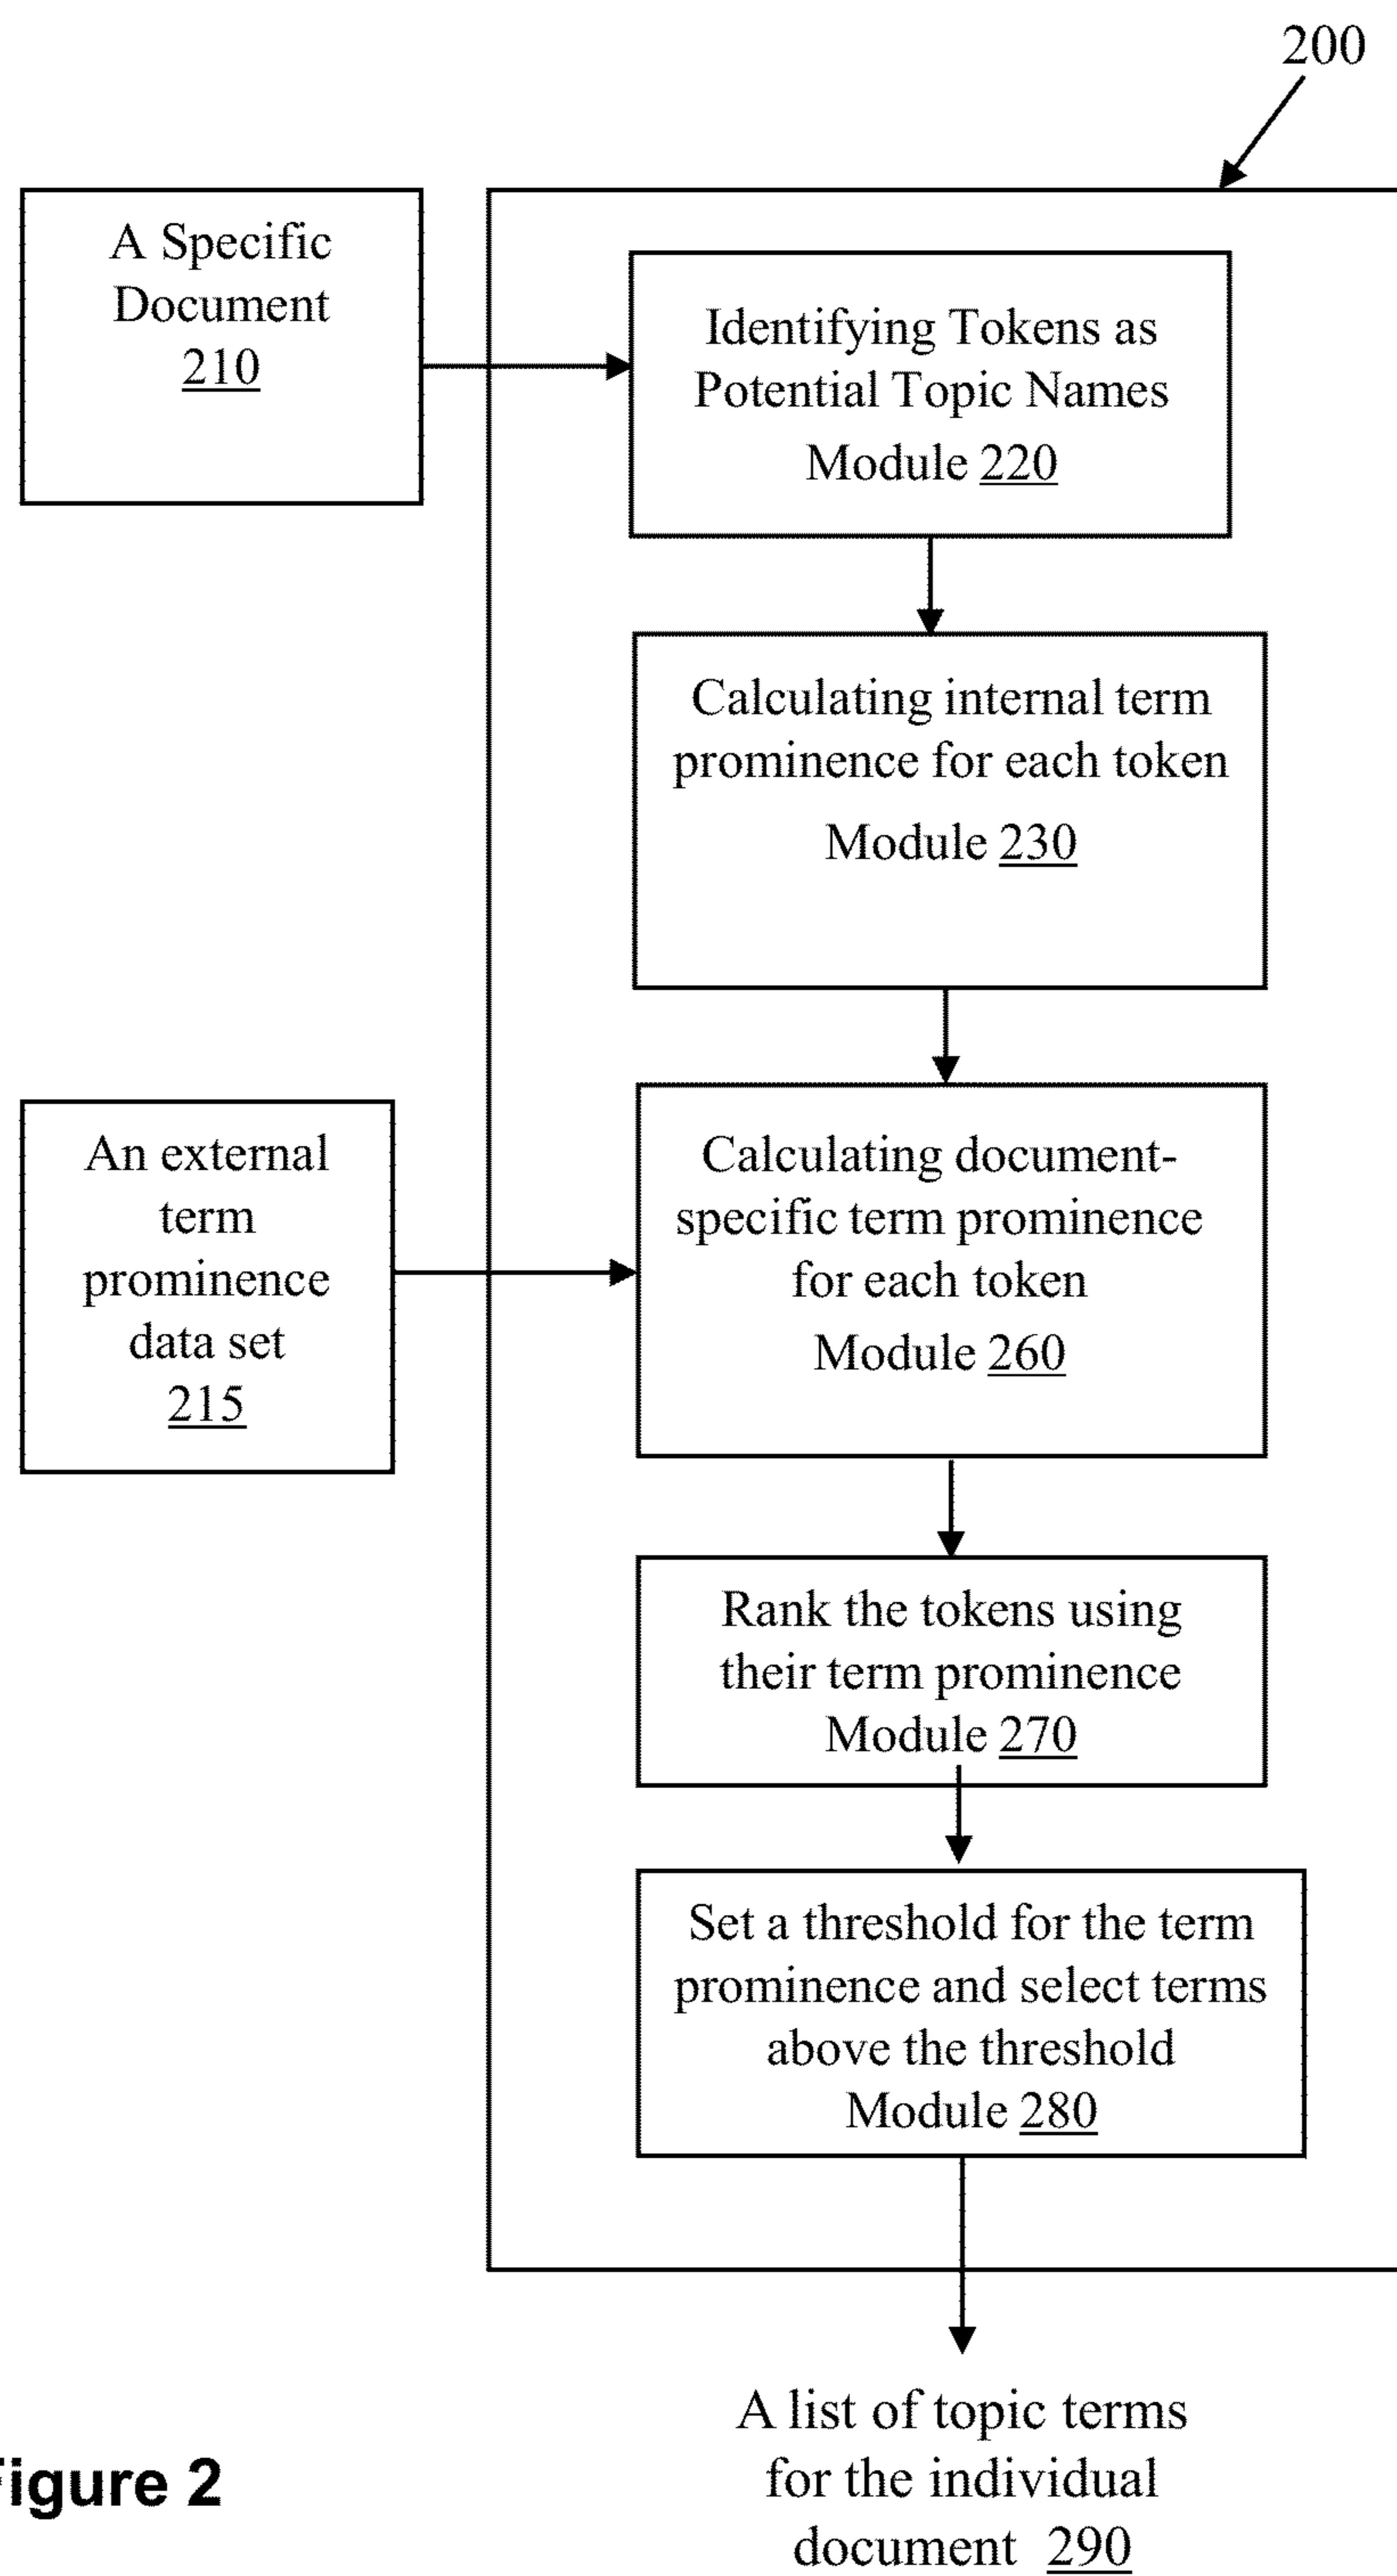 200
A Specific
Document
210
Identifying Tokens as
Potential Topic Names
Module 220
Calculating internal term
prominence for each token
Module 230
An external
term
prominence
data set
215
Calculating document-
specific term prominence
for each token
Module 260
Rank the tokens using
their term prominence
Module 270
Set a threshold for the term
prominence and select terms
above the threshold
Module 280
A list of topic terms
for the individual
document 290
Figure 2